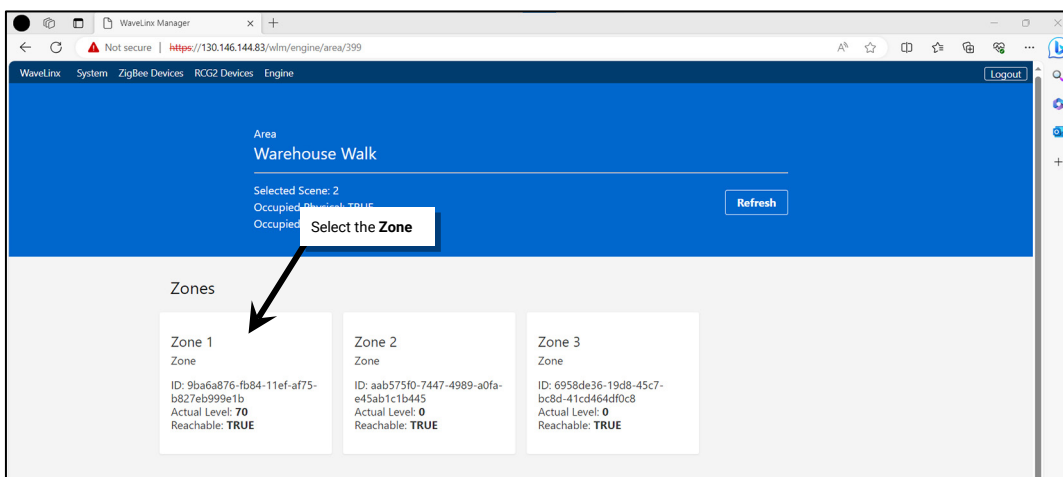 WaveLinx Manager
Not secure | https://130.146.144.83/wlm/engine/area/399
WaveLinx System ZigBee Devices RCG2 Devices Engine Logout
Area
Warehouse Walk
Selected Scene: 2
Occupied Physical: TRUE
Occupied
Refresh
Select the Zone
Zones
Zone 1
Zone
ID: 9ba6a876-fb84-11ef-af75-
b827eb999e1b
Actual Level: 70
Reachable: TRUE
Zone 2
Zone
ID: aab575f0-7447-4989-a0fa-
e45ab1c1b445
Actual Level: 0
Reachable: TRUE
Zone 3
Zone
ID: 6958de36-19d8-45c7-
bc8d-41cd464df0c8
Actual Level: 0
Reachable: TRUE